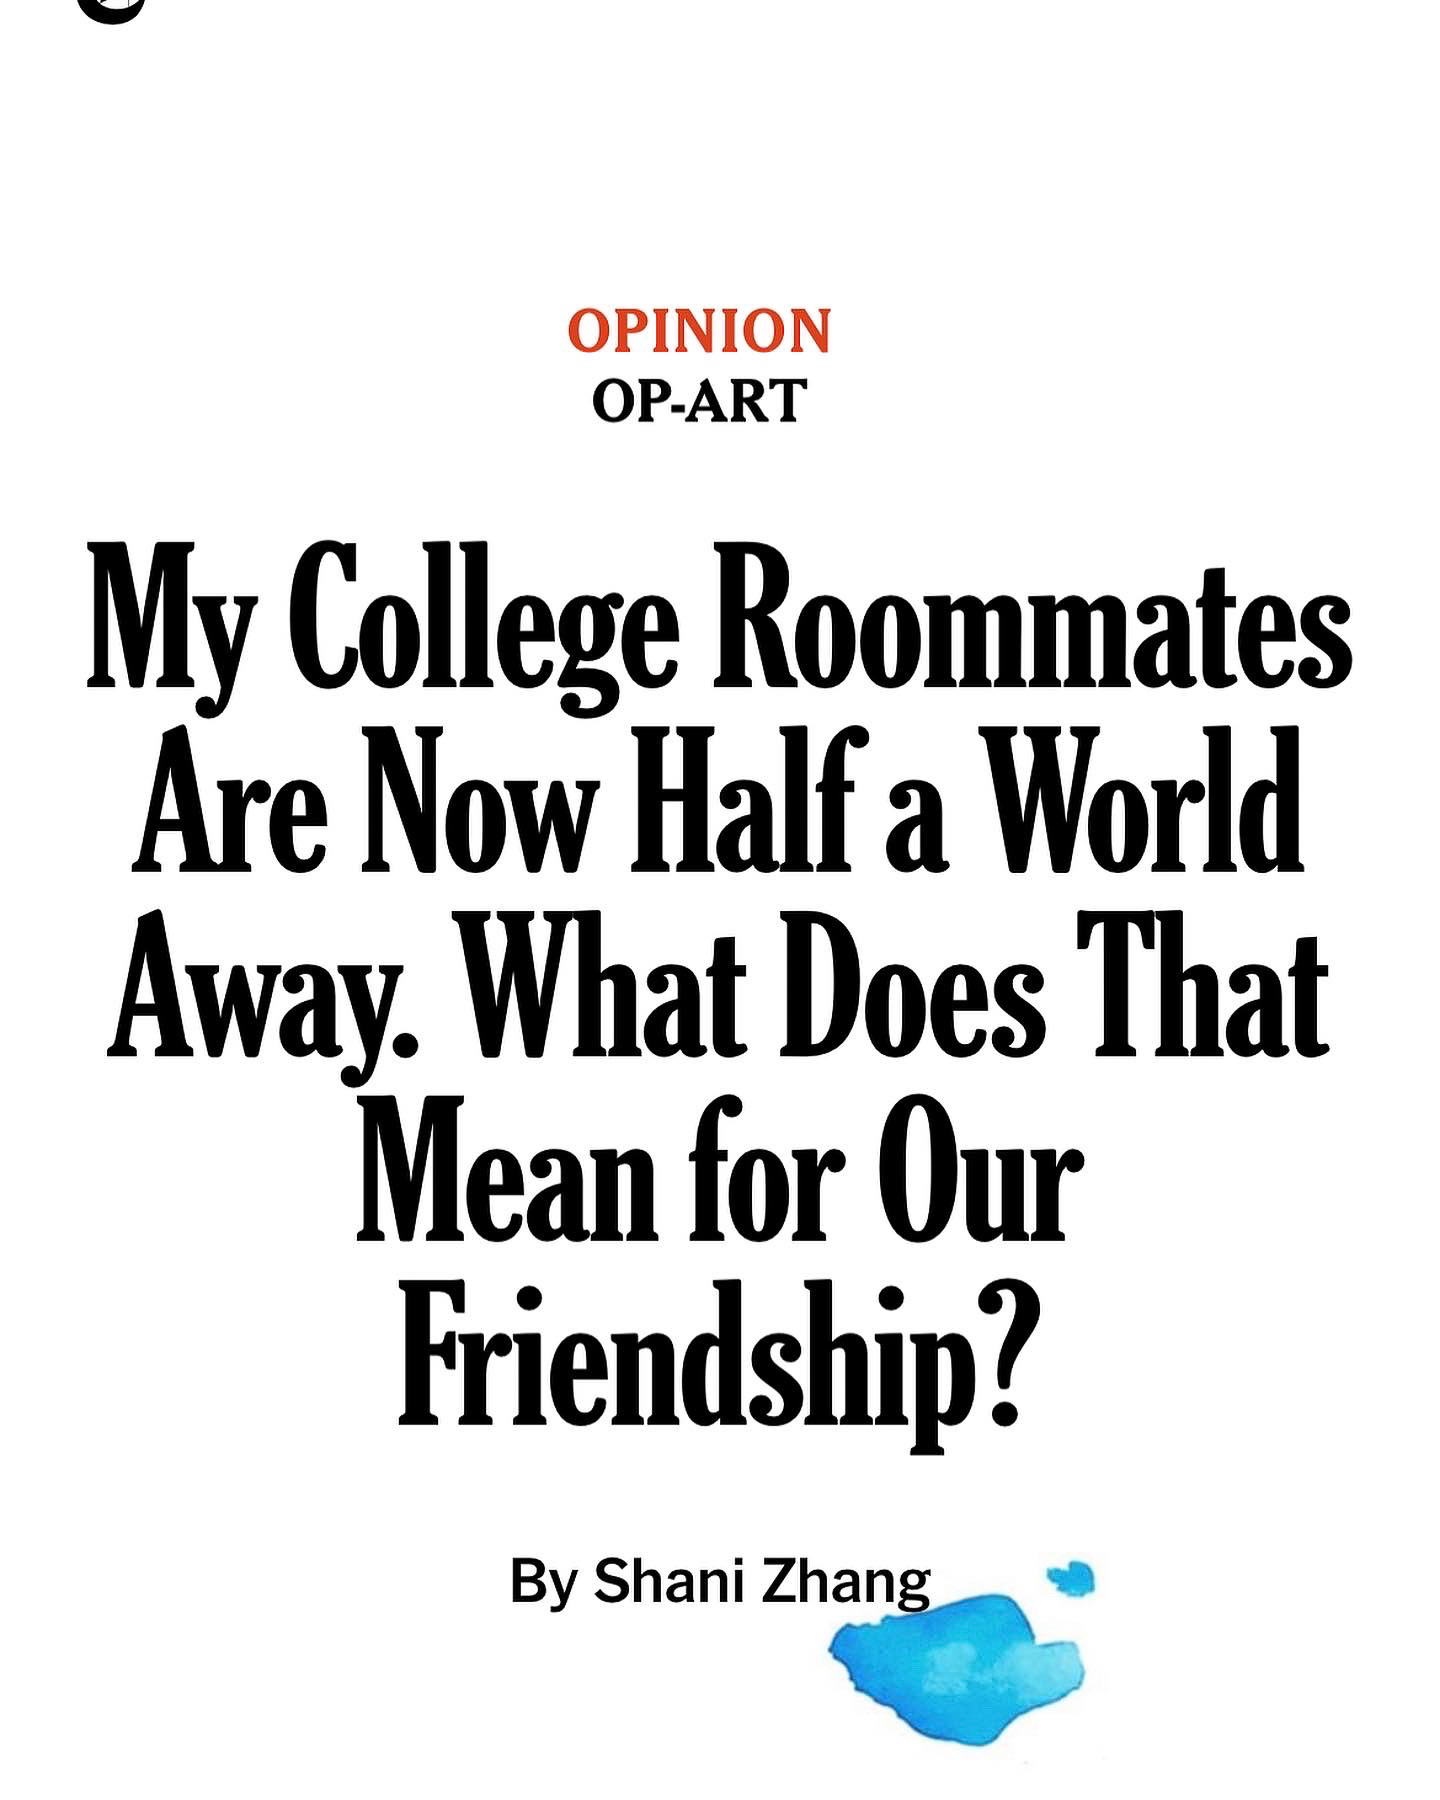 OPINION
OP-ART
My College Roommates
Are Now Half a World
Away. What Does That
Mean for Our
Friendship?
By Shani Zhang